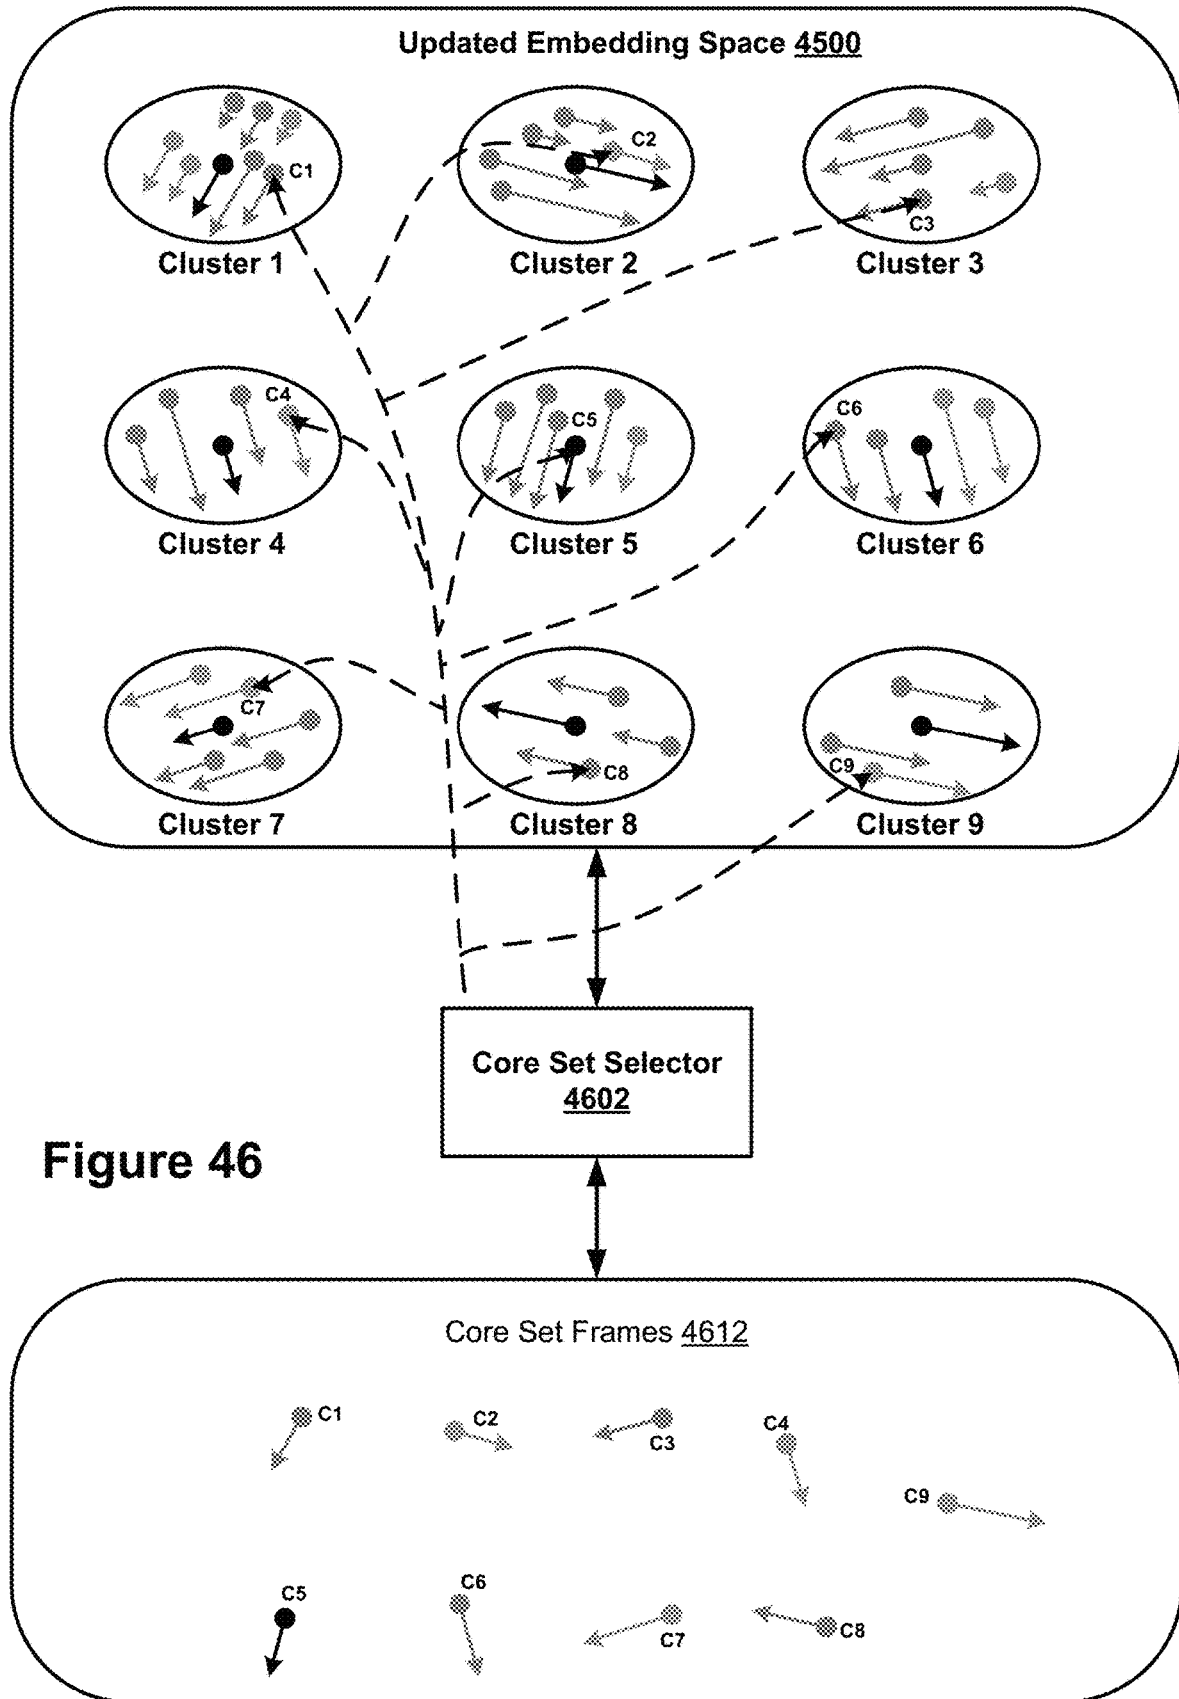 Updated Embedding Space 4500
C1
C2
C3
Cluster 1
Cluster 2
Cluster 3
C4
C5
C6
Cluster 4
Cluster 5
Cluster 6
C7
C8
C9
Cluster 7
Cluster 8
Cluster 9
Core Set Selector
4602
Figure 46
Core Set Frames 4612
C1
C2
C3
C4
C9
C5
C6
C7
C8